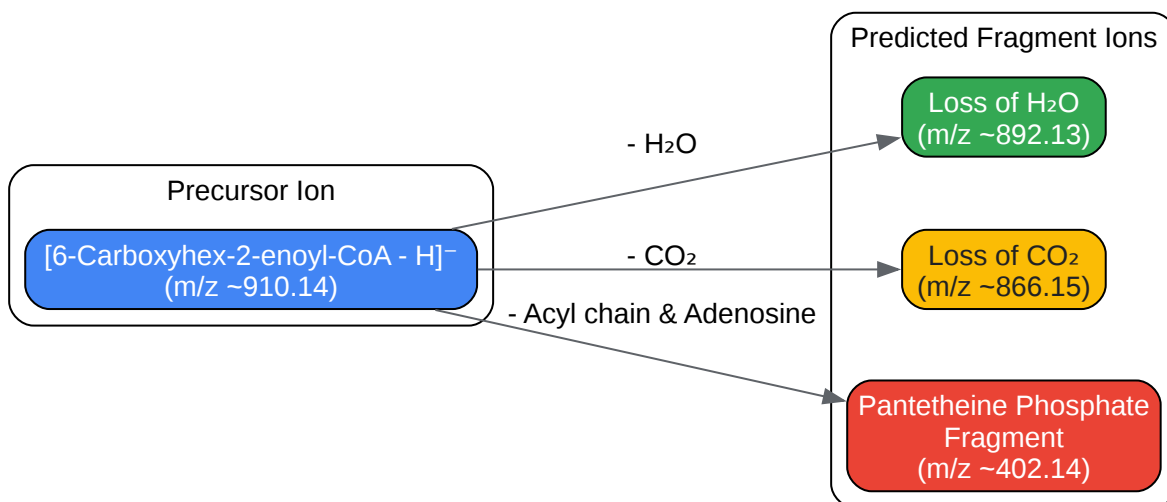 Predicted Fragment Ions
Loss of H₂O
(m/z ~892.13)
- H₂O
Precursor Ion
[6-Carboxyhex-2-enoyl-CoA - H]⁻
(m/z ~910.14)
- CO₂
Loss of CO₂
(m/z ~866.15)
- Acyl chain & Adenosine
Pantetheine Phosphate
Fragment
(m/z ~402.14)